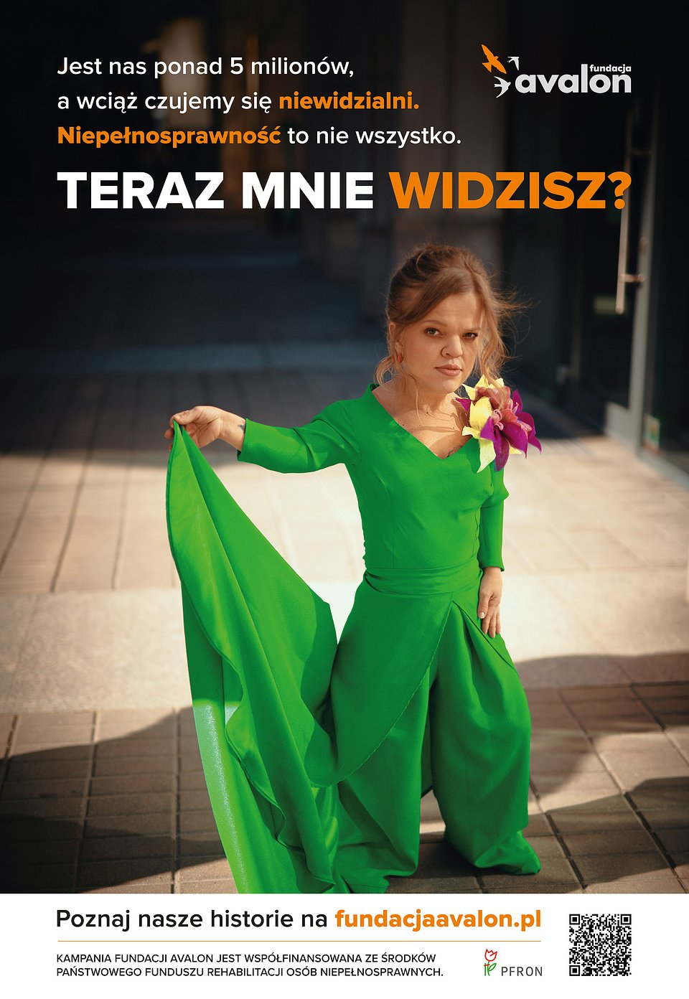 Jest nas ponad 5 milionów,
a wciąż czujemy się niewidzialni.
Niepełnosprawność to nie wszystko.
TERAZ MNIE WIDZISZ?
fundacja
avalon
Poznaj nasze historie na fundacjaavalon.pl
KAMPANIA FUNDACJI AVALON JEST WSPÓŁFINANSOWANA ZE ŚRODKÓW
PAŃSTWOWEGO FUNDUSZU REHABILITACJI OSÓB NIEPEŁNOSPRAWNYCH.
PFRON